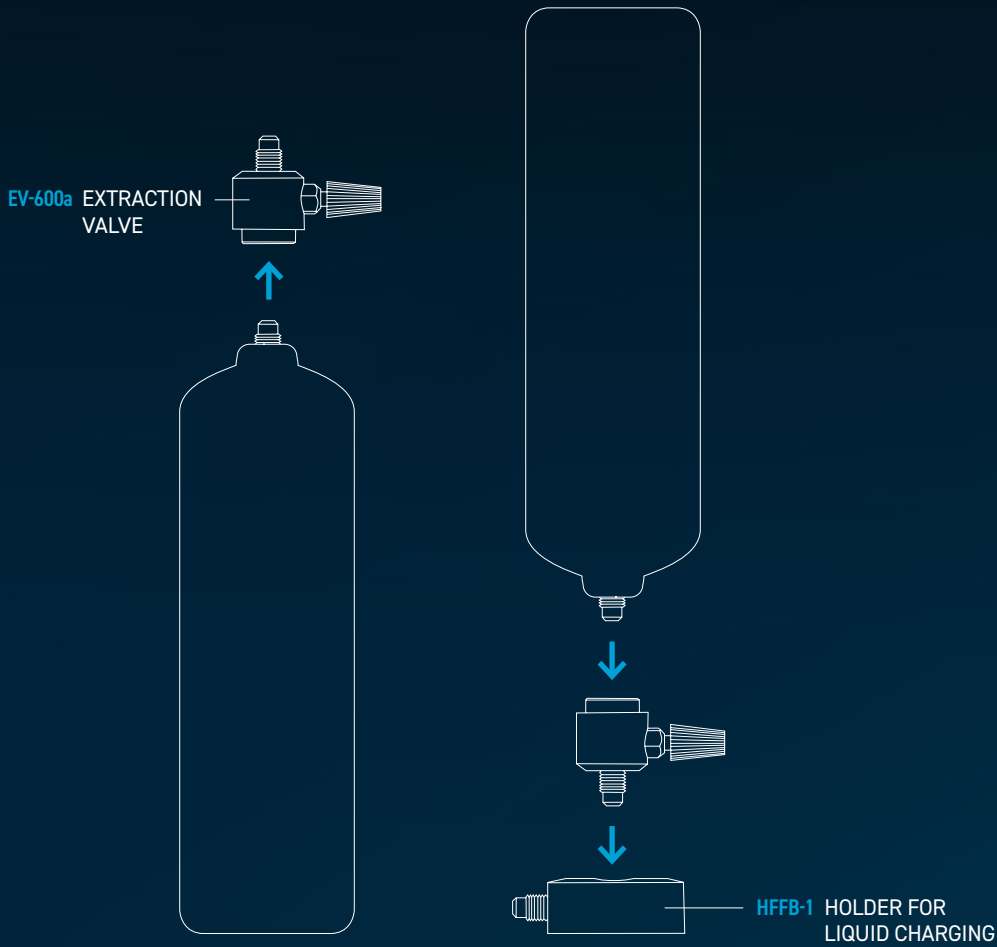 EV-600a EXTRACTION
VALVE
HFFB-1 HOLDER FOR
LIQUID CHARGING